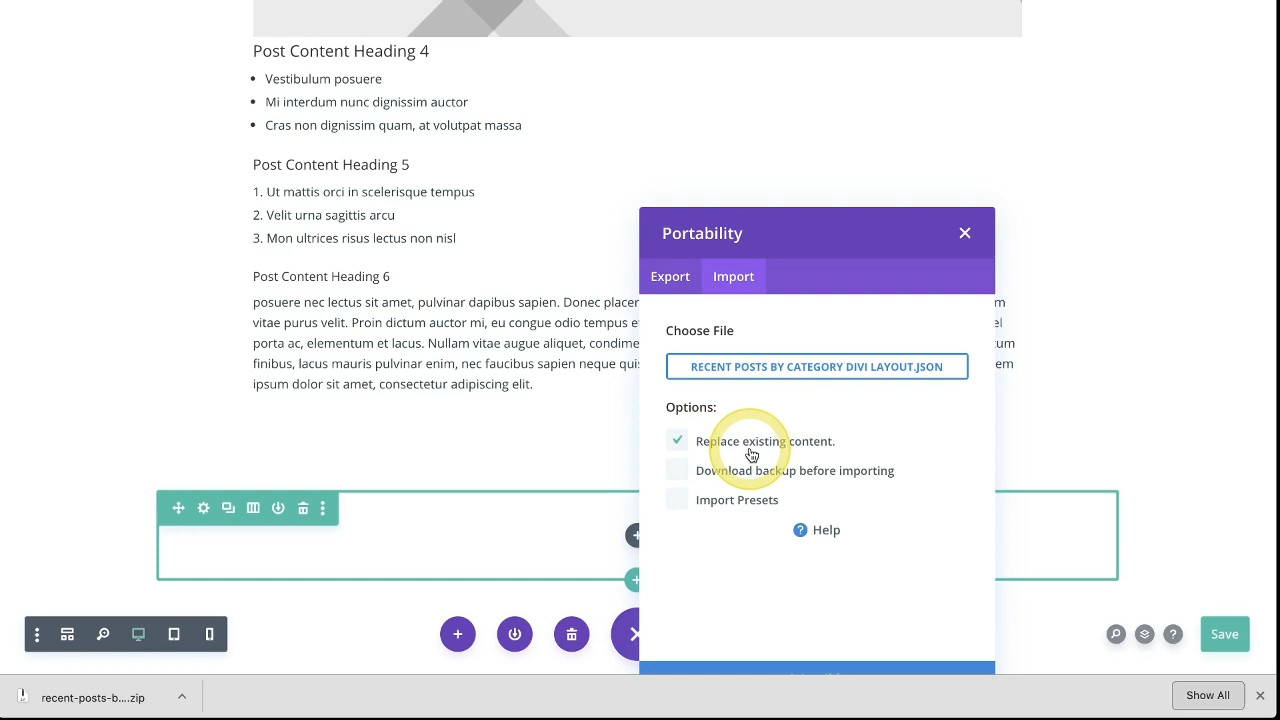 Post Content Heading 4
Vestibulum posuere
Mi interdum nunc dignissim auctor
Cras non dignissim quam, at volutpat massa
Post Content Heading 5
1. Ut mattis orci in scelerisque tempus
2. Velit urna sagittis arcu
3. Mon ultrices risus lectus non nisl
Post Content Heading 6
posuere nec lectus sit amet, pulvinar dapibus sapien. Donec placer
vitae purus velit. Proin dictum auctor mi, eu congue odio tempus
porta ac, elementum et lacus. Nullam vitae augue aliquet, condime
finibus, lacus mauris pulvinar enim, nec faucibus sapien neque quis
ipsum dolor sit amet, consectetur adipiscing elit.
Portability
Export Import
Choose File
RECENT POSTS BY CATEGORY DIVI LAYOUT.JSON
Options:
Replace existing content.
Download backup before importing
Import Presets
? Help
? Save
recent-posts-b....zip
Show All